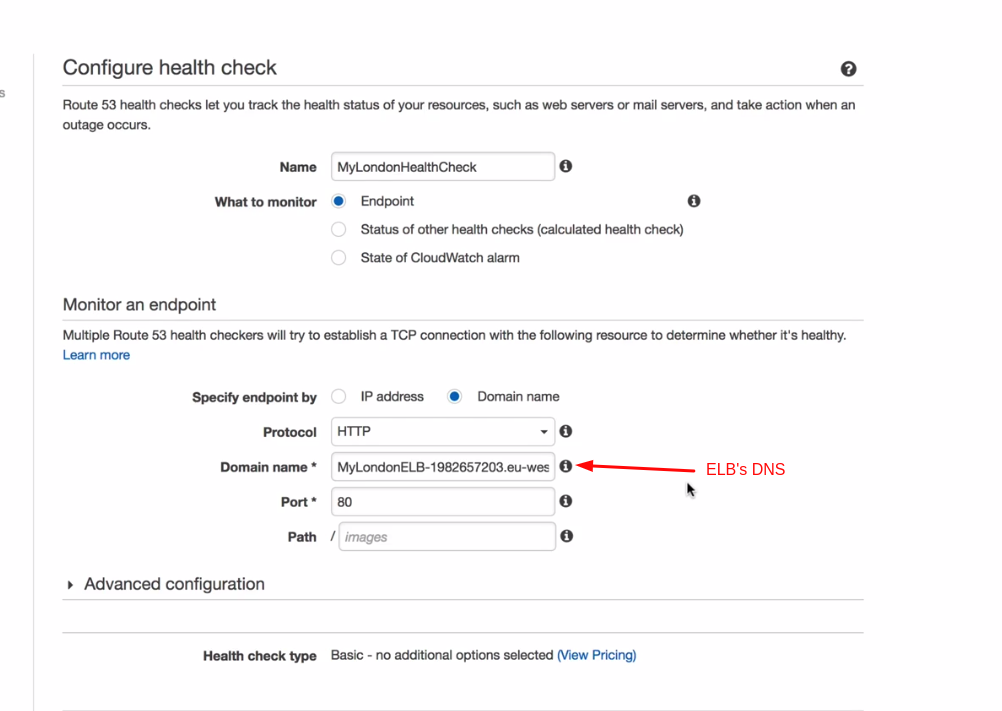 Configure health check
Route 53 health checks let you track the health status of your resources, such as web servers or mail servers, and take action when an
outage occurs.
Name MyLondonHealthCheck
What to monitor Endpoint
Status of other health checks (calculated health check)
State of CloudWatch alarm
Monitor an endpoint
Multiple Route 53 health checkers will try to establish a TCP connection with the following resource to determine whether it's healthy.
Learn more
Specify endpoint by IP address Domain name
Protocol HTTP
Domain name * MyLondonELB-1982657203.eu-wes
ELB's DNS
Port * 80
Path / images
Advanced configuration
Health check type Basic - no additional options selected (View Pricing)